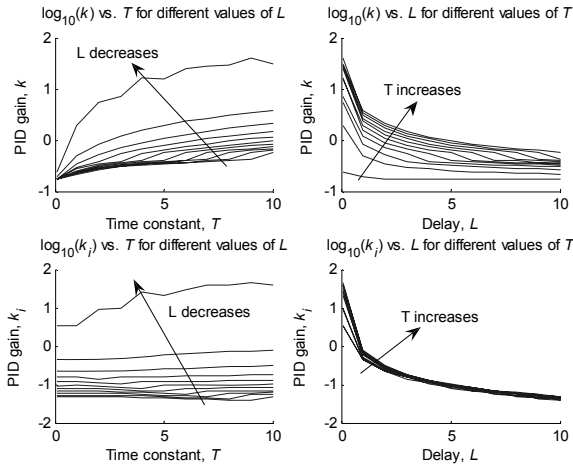 log10(k) vs. T for different values of L
log10(k) vs. L for different values of T
PID gain, k
2
1
0
-1
L decreases
0
5
10
Time constant, T
PID gain, k
2
1
0
-1
T increases
0
5
10
Delay, L
log10(ki) vs. T for different values of L
log10(ki) vs. L for different values of T
PID gain, ki
2
1
0
-1
-2
L decreases
0
5
10
Time constant, T
PID gain, ki
2
1
0
-1
-2
T increases
0
5
10
Delay, L